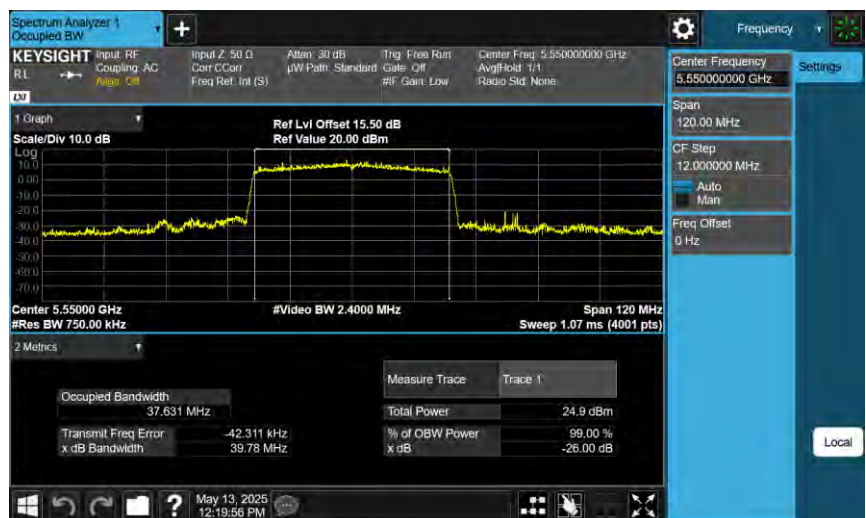 Spectrum Analyzer 1
Occupied BW
+
Frequency
KEYSIGHT
RL
LXI
Input: RF
Coupling: AC
Align: Off
Input Z: 50 Ω
Corr CCorr
Freq Ref: Int (S)
Atten: 30 dB
µW Path: Standard
Trig: Free Run
Gate: Off
#IF Gain: Low
Center Freq: 5.550000000 GHz
Avg|Hold: 1/1
Radio Std: None
Center Frequency
5.550000000 GHz
Settings
Span
120.00 MHz
CF Step
12.000000 MHz
Auto
Man
Freq Offset
0 Hz
1 Graph
Scale/Div 10.0 dB
Ref Lvl Offset 15.50 dB
Ref Value 20.00 dBm
Log
10.0
0.00
-10.0
-20.0
-30.0
-40.0
-50.0
-60.0
-70.0
Center 5.55000 GHz
#Video BW 2.4000 MHz
Span 120 MHz
#Res BW 750.00 kHz
Sweep 1.07 ms (4001 pts)
2 Metrics
Measure Trace
Trace 1
Occupied Bandwidth
37.631 MHz
Total Power
24.9 dBm
Transmit Freq Error
-42.311 kHz
% of OBW Power
99.00 %
x dB Bandwidth
39.78 MHz
x dB
-26.00 dB
Local
?
May 13, 2025
12:19:56 PM